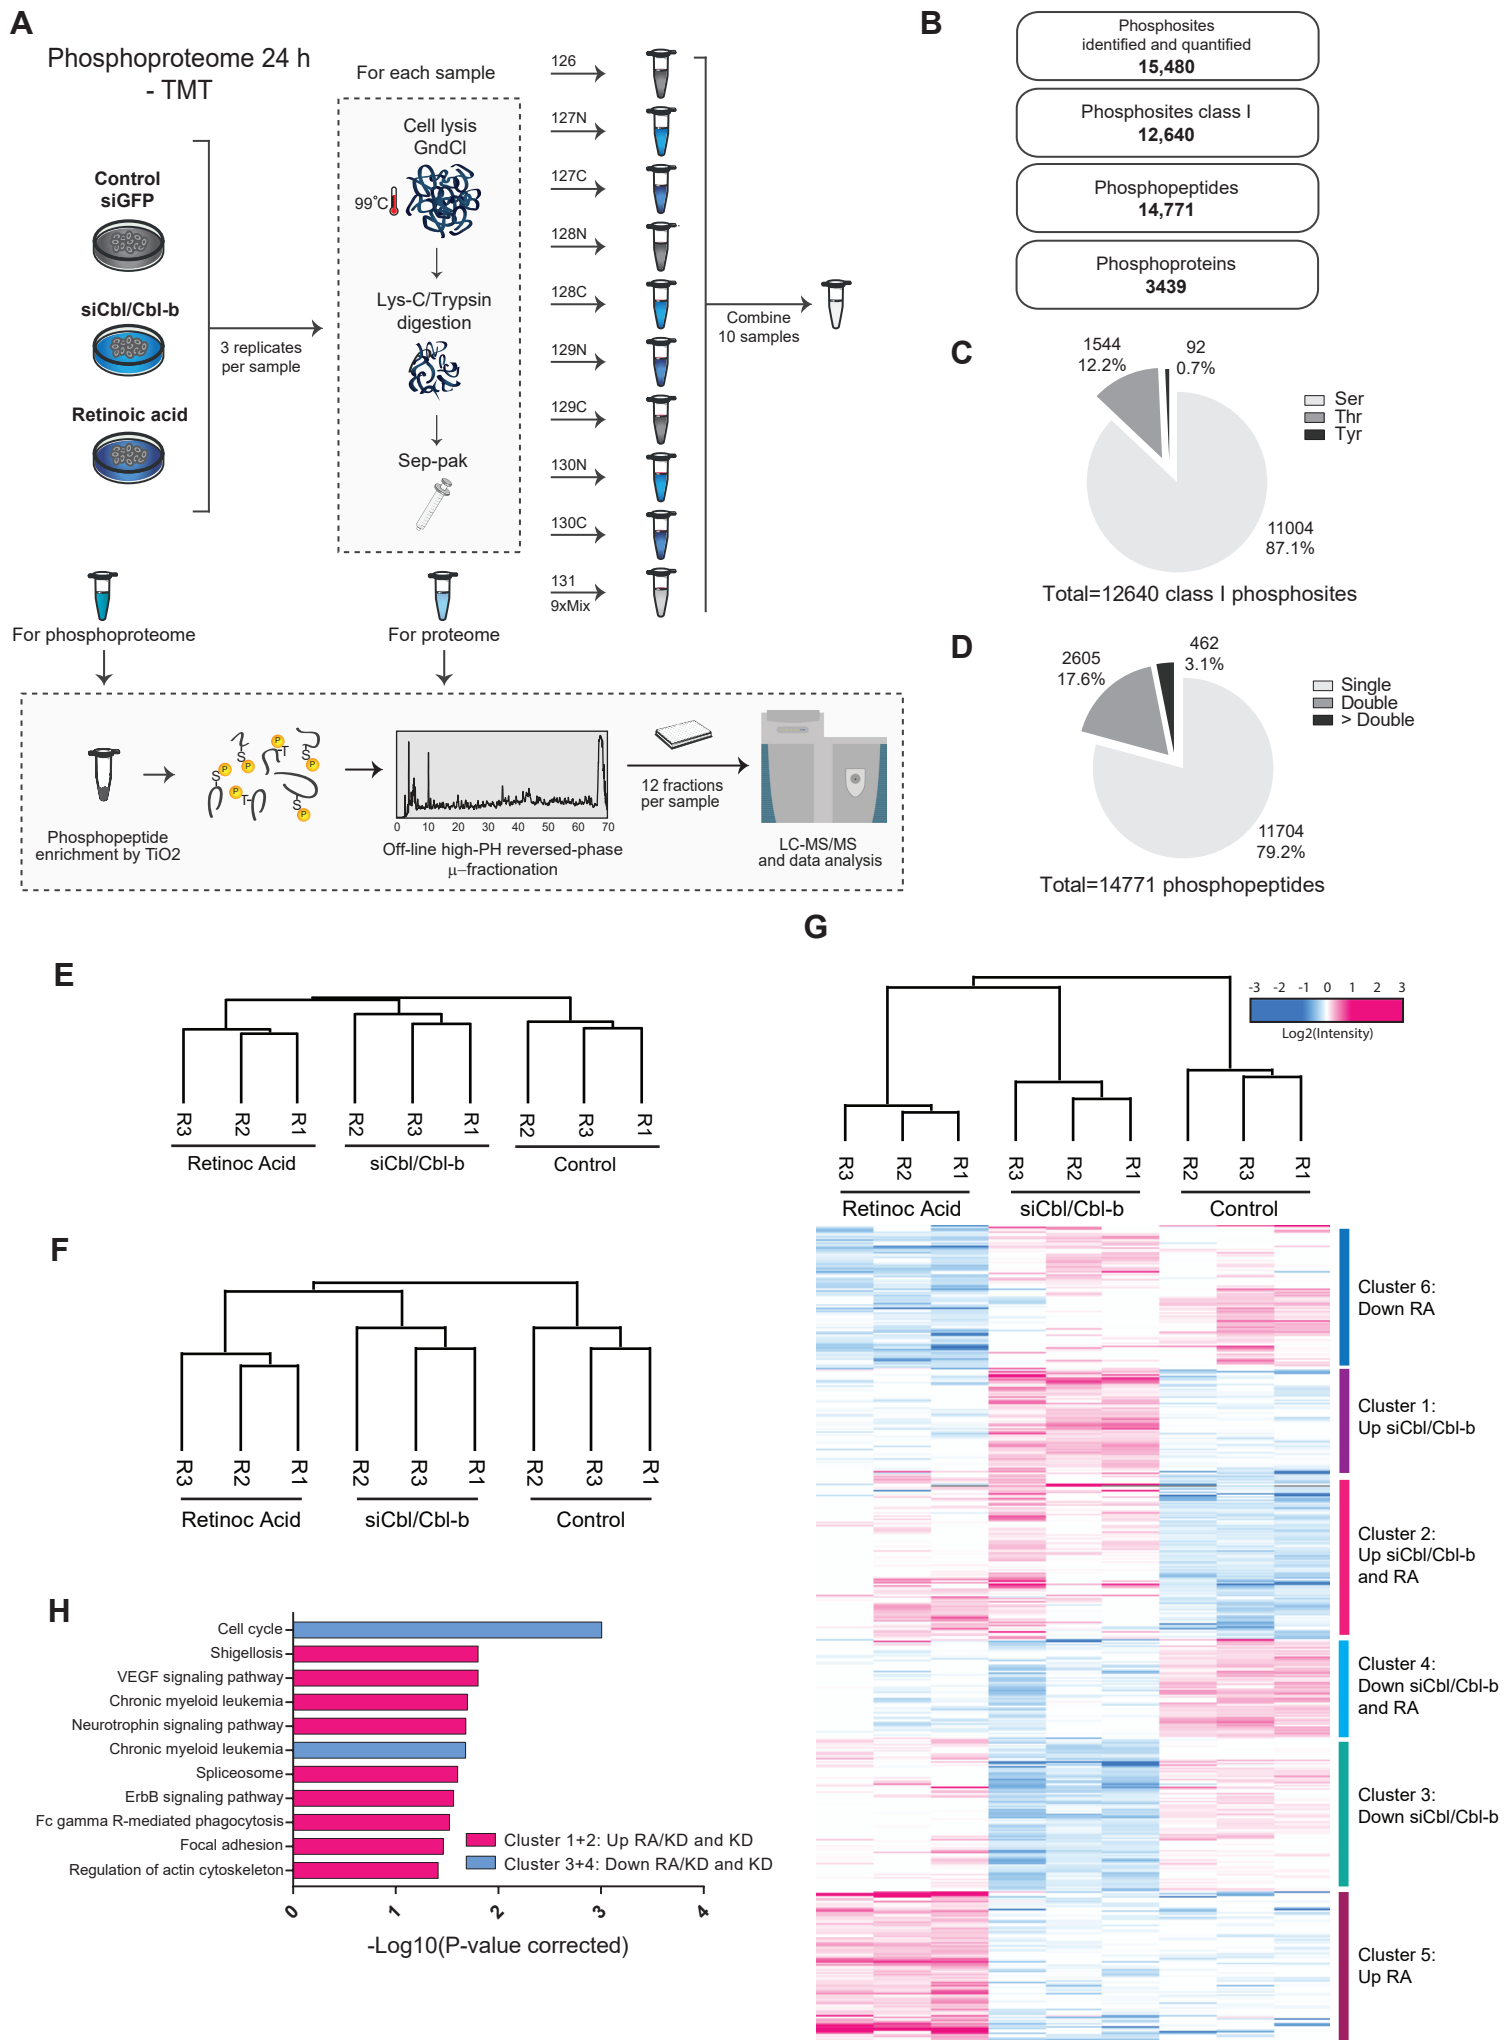 A
Phosphoproteome 24 h
- TMT
Control
siGFP
siCbl/Cbl-b
Retinoic acid
3 replicates
per sample
For each sample
Cell lysis
GndCl
99°C
Lys-C/Trypsin
digestion
Sep-pak
126
127N
127C
128N
128C
129N
129C
130N
130C
131
9xMix
Combine
10 samples
For phosphoproteome
For proteome
S
P
S
P
P
T
S
P
P
T
S
P
Phosphopeptide
enrichment by TiO2
0 10 20 30 40 50 60 70
Off-line high-PH reversed-phase
μ–fractionation
12 fractions
per sample
LC-MS/MS
and data analysis
B
Phosphosites
identified and quantified
15,480
Phosphosites class I
12,640
Phosphopeptides
14,771
Phosphoproteins
3439
C
1544
12.2%
92
0.7%
Ser
Thr
Tyr
11004
87.1%
Total=12640 class I phosphosites
D
2605
17.6%
462
3.1%
Single
Double
> Double
11704
79.2%
Total=14771 phosphopeptides
E
R3 R2 R1 R2 R3 R1 R2 R3 R1
Retinoc Acid siCbl/Cbl-b Control
F
R3 R2 R1 R2 R3 R1 R2 R3 R1
Retinoc Acid siCbl/Cbl-b Control
G
-3 -2 -1 0 1 2 3
Log2(Intensity)
R3 R2 R1 R3 R2 R1 R2 R3 R1
Retinoc Acid siCbl/Cbl-b Control
Cluster 6:
Down RA
Cluster 1:
Up siCbl/Cbl-b
Cluster 2:
Up siCbl/Cbl-b
and RA
Cluster 4:
Down siCbl/Cbl-b
and RA
Cluster 3:
Down siCbl/Cbl-b
Cluster 5:
Up RA
H
Cell cycle
Shigellosis
VEGF signaling pathway
Chronic myeloid leukemia
Neurotrophin signaling pathway
Chronic myeloid leukemia
Spliceosome
ErbB signaling pathway
Fc gamma R-mediated phagocytosis
Focal adhesion
Regulation of actin cytoskeleton
Cluster 1+2: Up RA/KD and KD
Cluster 3+4: Down RA/KD and KD
0 1 2 3 4
-Log10(P-value corrected)